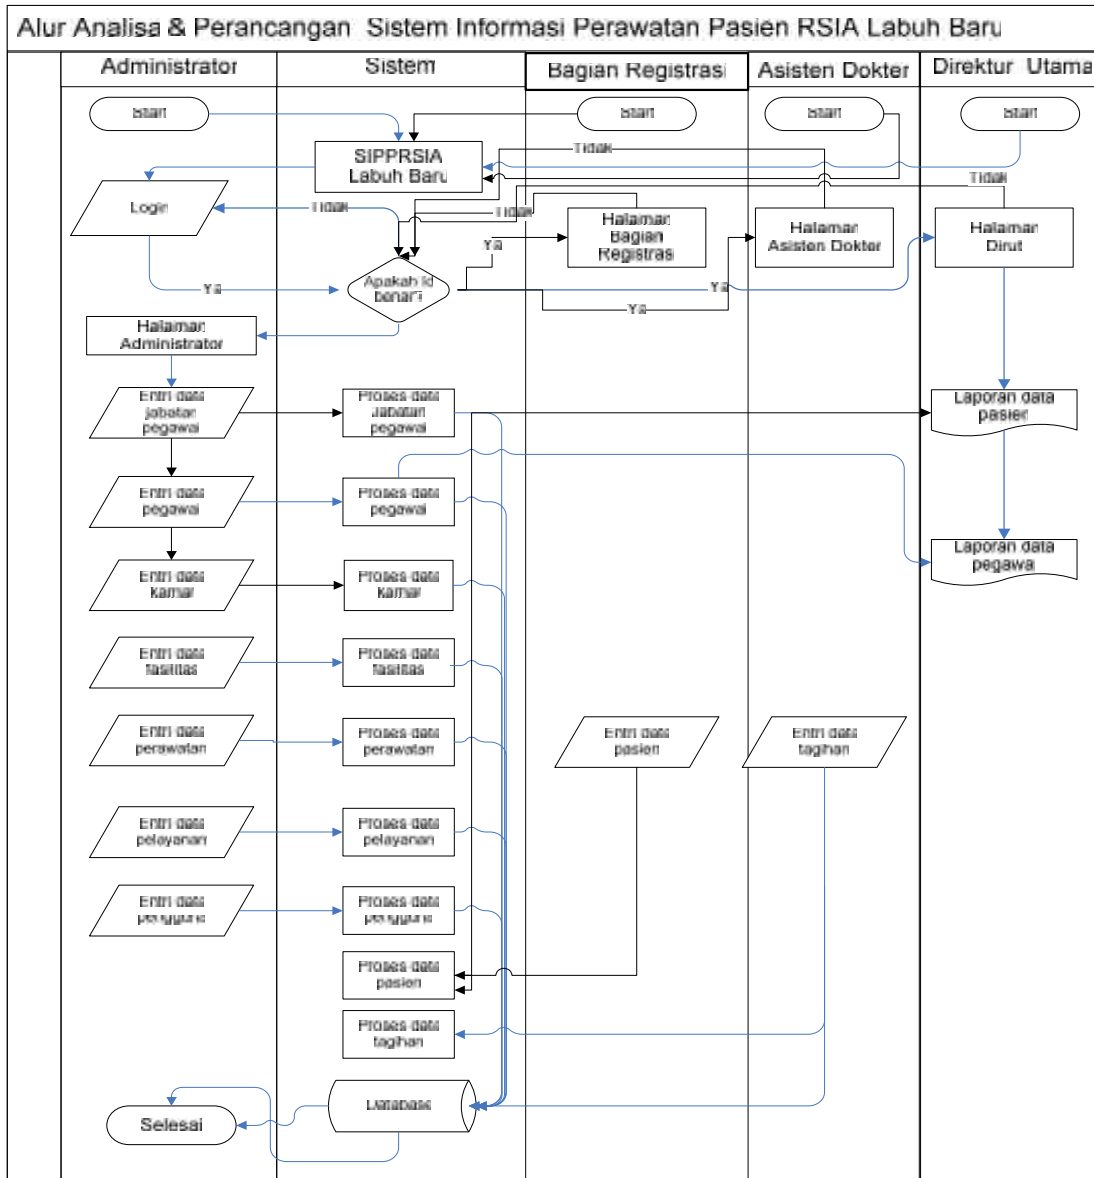 Alur Analisa & Perancangan Sistem Informasi Perawatan Pasien RSIA Labuh Baru
Administrator
Sistem
Bagian Registrasi
Asisten Dokter
Direktur Utama
Start
Start
Start
Start
SIPPRSIA
Labuh Baru
Tidak
Tidak
Login
Tidak
Tidak
Halaman
Bagian
Registrasi
Halaman
Asisten Dokter
Halaman
Dirut
Ya
Apakah Id
benar?
Ya
Ya
Ya
Halaman
Administrator
Entri data
jabatan
pegawai
Proses data
Jabatan
pegawai
Laporan data
pasien
Entri data
pegawai
Proses data
pegawai
Laporan data
pegawai
Entri data
kamar
Proses data
kamar
Entri data
fasilitas
Proses data
fasilitas
Entri data
perawatan
Proses data
perawatan
Entri data
pasien
Entri data
tagihan
Entri data
pelayanan
Proses data
pelayanan
Entri data
pengguna
Proses data
pengguna
Proses data
pasien
Proses data
tagihan
Database
Selesai